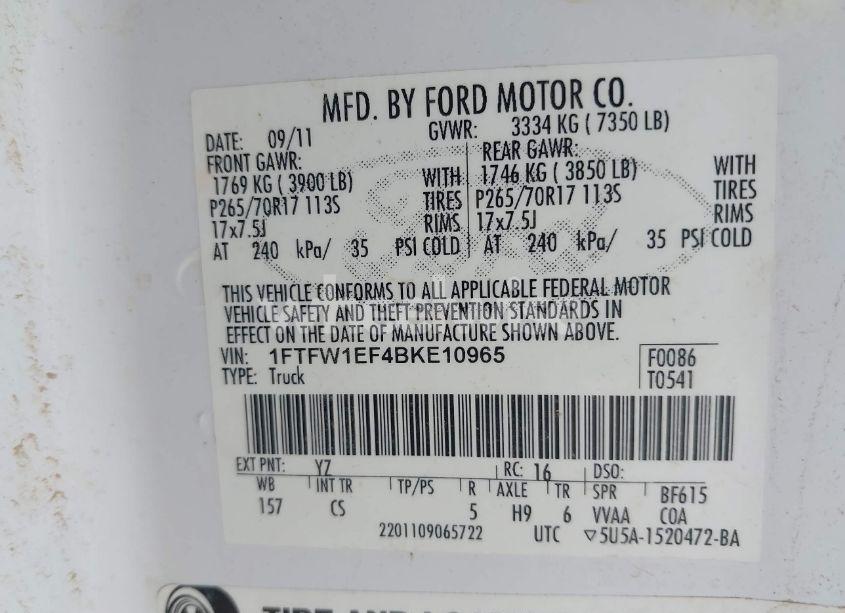 MFD. BY FORD MOTOR CO.
DATE: 09/11 GVWR: 3334 KG ( 7350 LB)
FRONT GAWR: REAR GAWR:
1769 KG ( 3900 LB) WITH 1746 KG ( 3850 LB) WITH
P265/70R17 113S TIRES P265/70R17 113S TIRES
17x7.5J RIMS 17x7.5J RIMS
AT 240 kPa/ 35 PSI COLD AT 240 kPa/ 35 PSI COLD
THIS VEHICLE CONFORMS TO ALL APPLICABLE FEDERAL MOTOR
VEHICLE SAFETY AND THEFT PREVENTION STANDARDS IN
EFFECT ON THE DATE OF MANUFACTURE SHOWN ABOVE.
VIN: 1FTFW1EF4BKE10965 F0086
TYPE: Truck T0541
EXT PNT: YZ RC: 16 DSO:
WB INT TR TP/PS R AXLE TR SPR BF615
157 CS 5 H9 6 VVAA COA
2201109065722 UTC ▽5U5A-1520472-BA